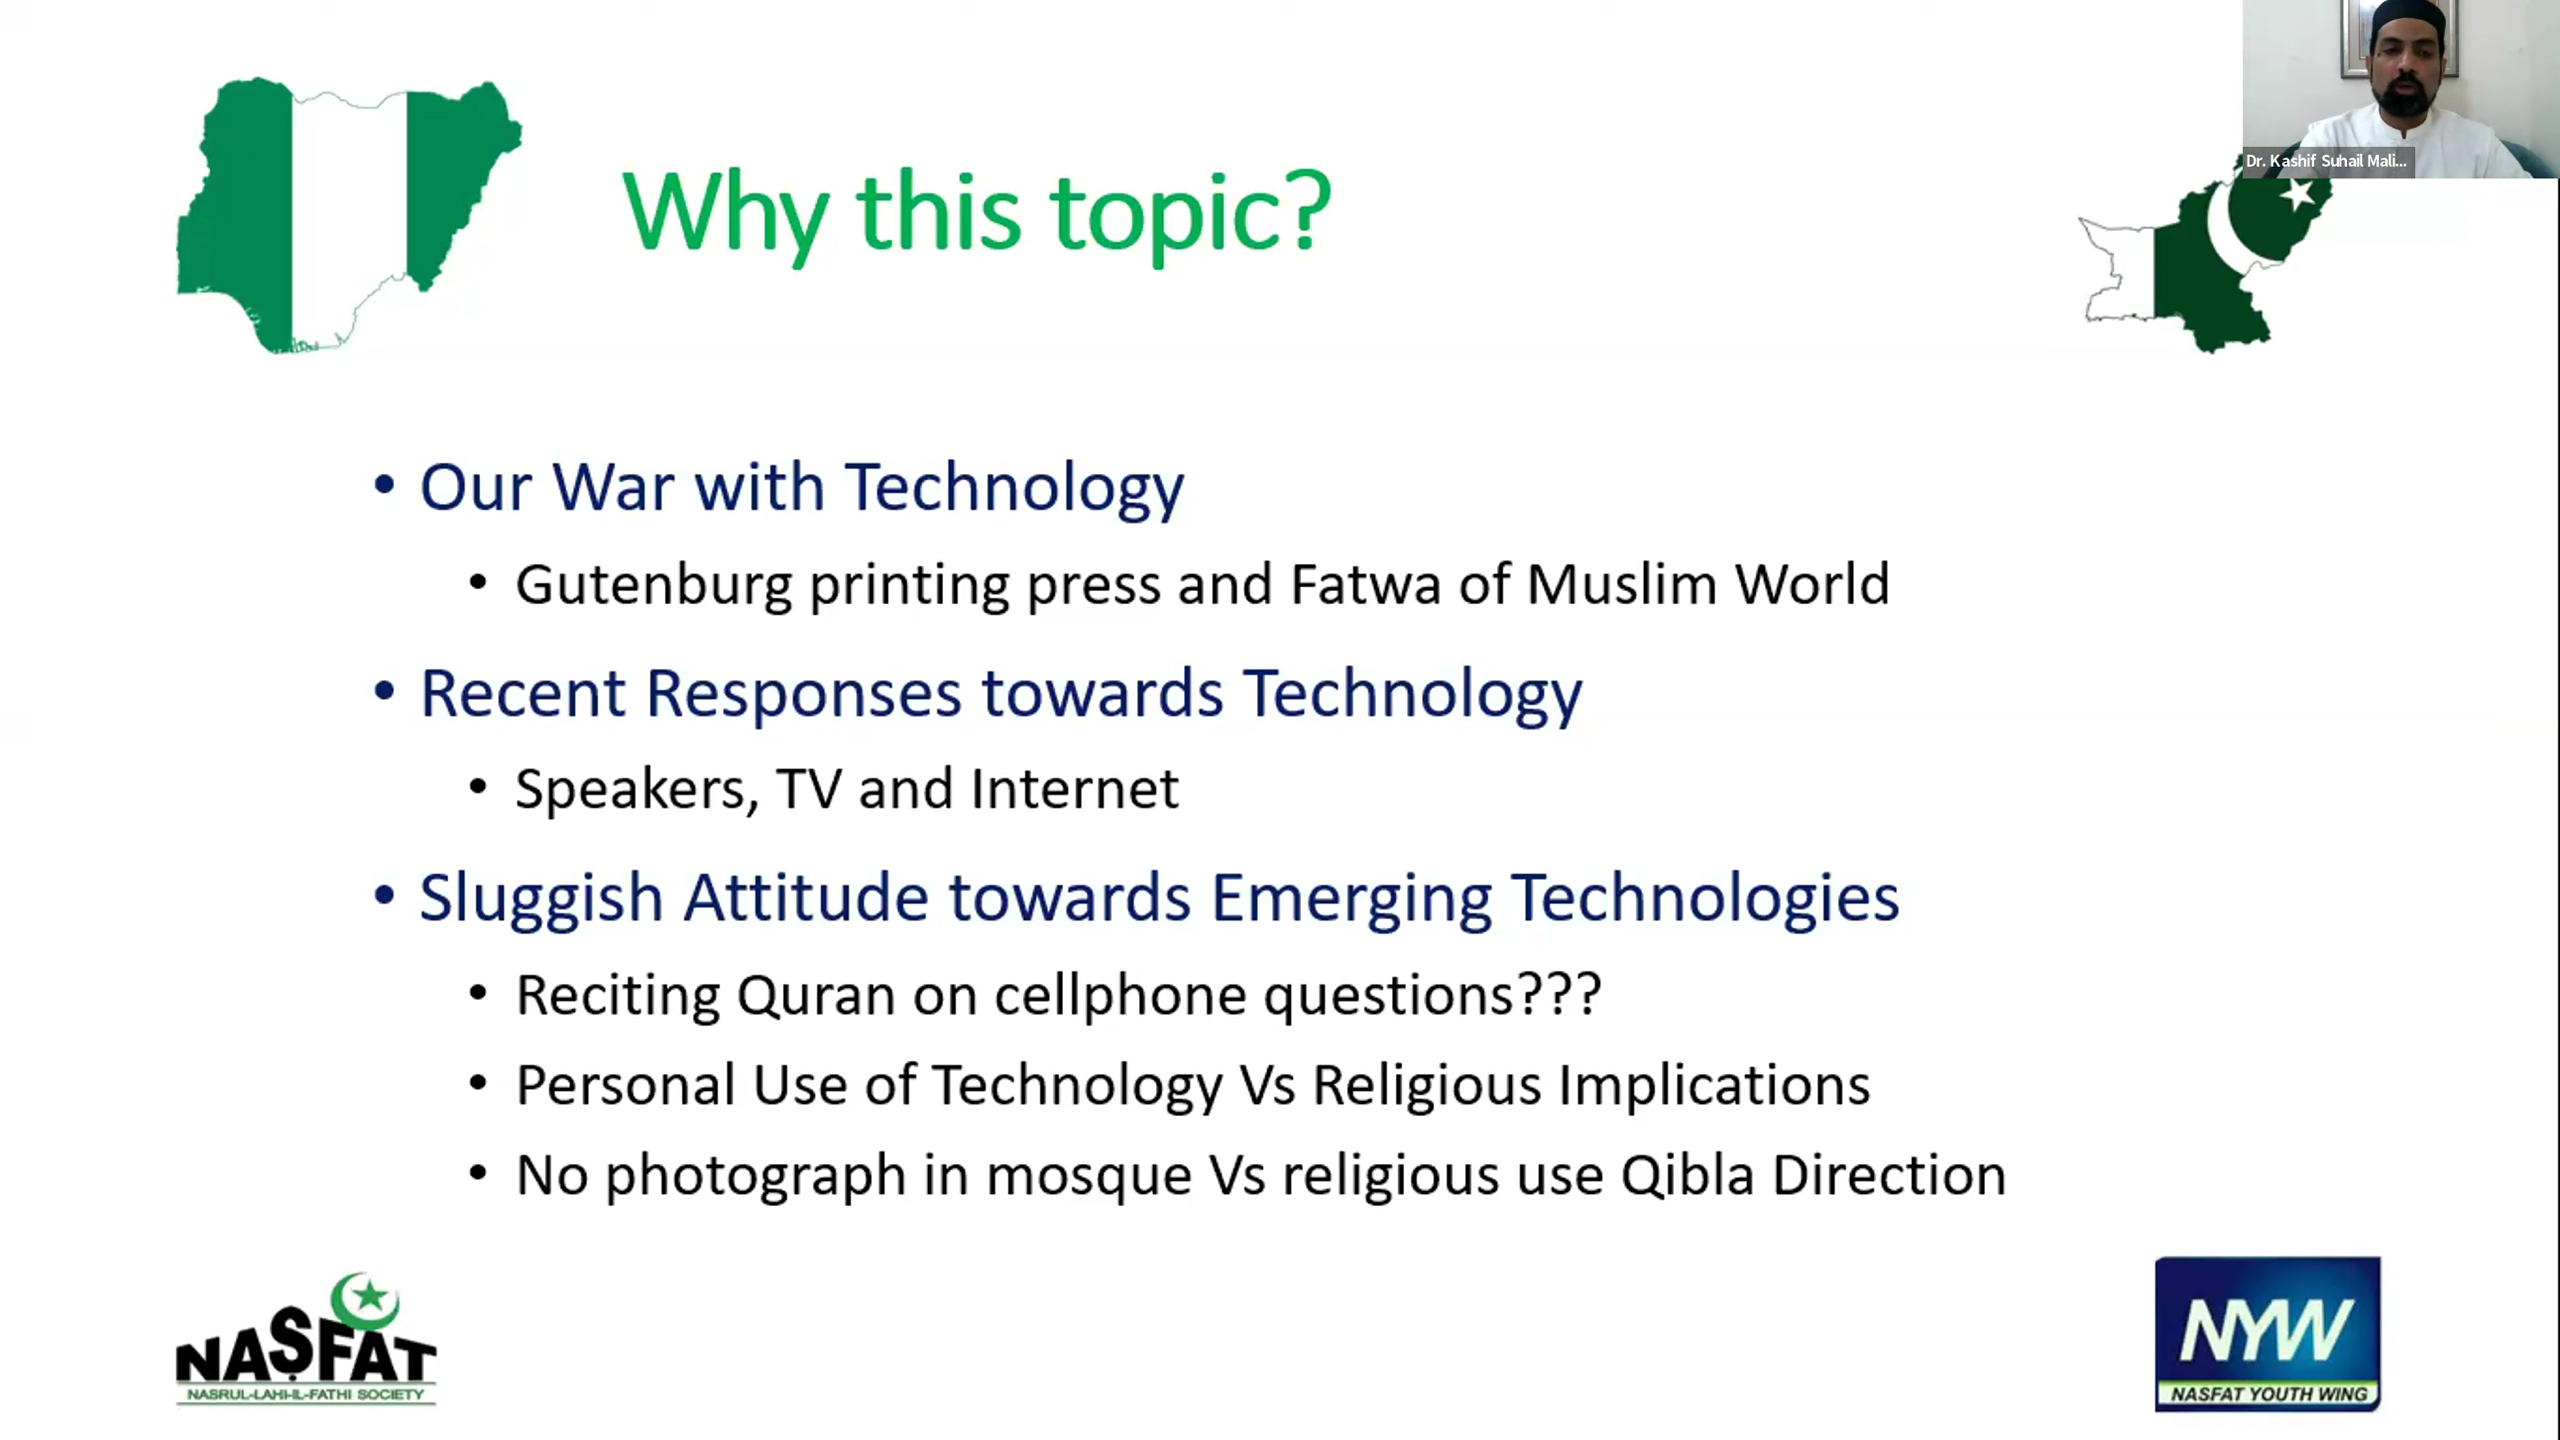 Dr. Kashif Suhail Mali...
Why this topic?
• Our War with Technology
• Gutenburg printing press and Fatwa of Muslim World
• Recent Responses towards Technology
• Speakers, TV and Internet
• Sluggish Attitude towards Emerging Technologies
• Reciting Quran on cellphone questions???
• Personal Use of Technology Vs Religious Implications
• No photograph in mosque Vs religious use Qibla Direction
NAṢFAT
NASRUL-LAHI-IL-FATHI SOCIETY
NYW
NASFAT YOUTH WING